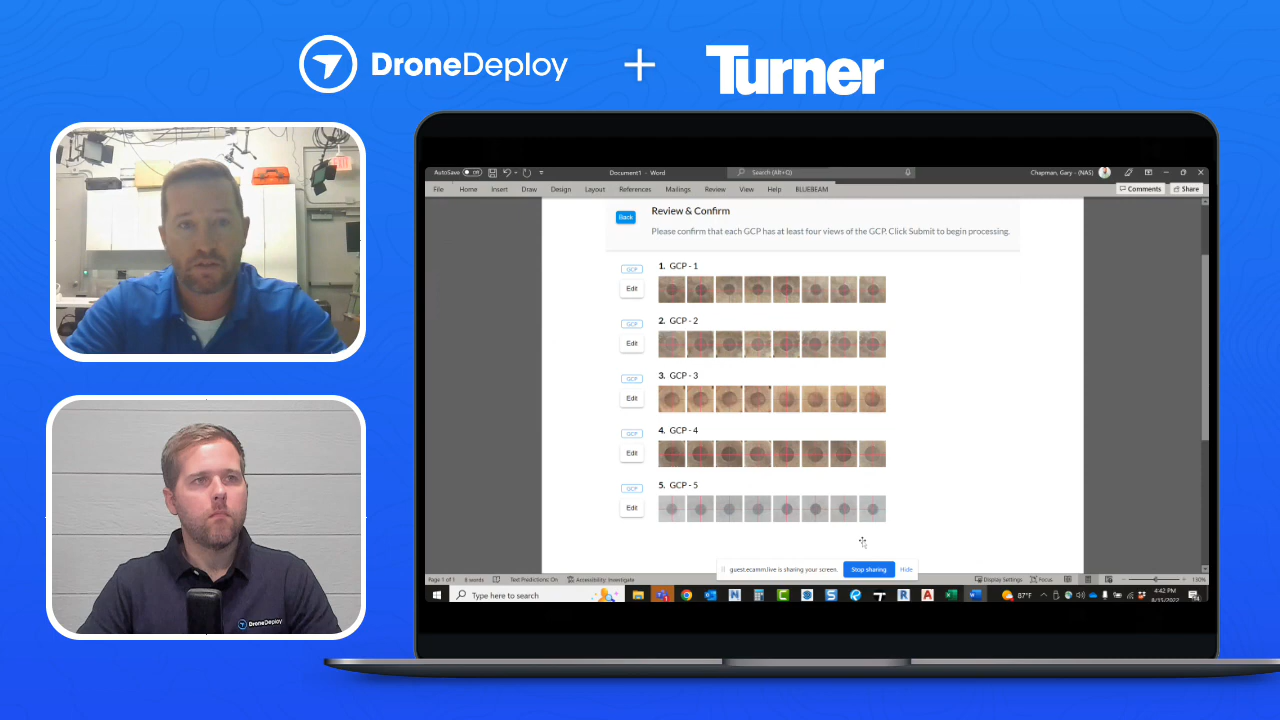 DroneDeploy + Turner
AutoSave Off
Document1 - Word
Search (Alt+Q)
Chapman, Gary - (NAS)
File Home Insert Draw Design Layout References Mailings Review View Help BLUEBEAM
Comments Share
Back
Review & Confirm
Please confirm that each GCP has at least four views of the GCP. Click Submit to begin processing.
GCP
Edit
1. GCP - 1
GCP
Edit
2. GCP - 2
GCP
Edit
3. GCP - 3
GCP
Edit
4. GCP - 4
GCP
Edit
5. GCP - 5
guest.ecamm.live is sharing your screen.
Stop sharing
Hide
Page 1 of 1 8 words Text Predictions: On Accessibility: Investigate
Display Settings Focus 130%
Type here to search
87°F
4:42 PM
8/15/2022
DroneDeploy